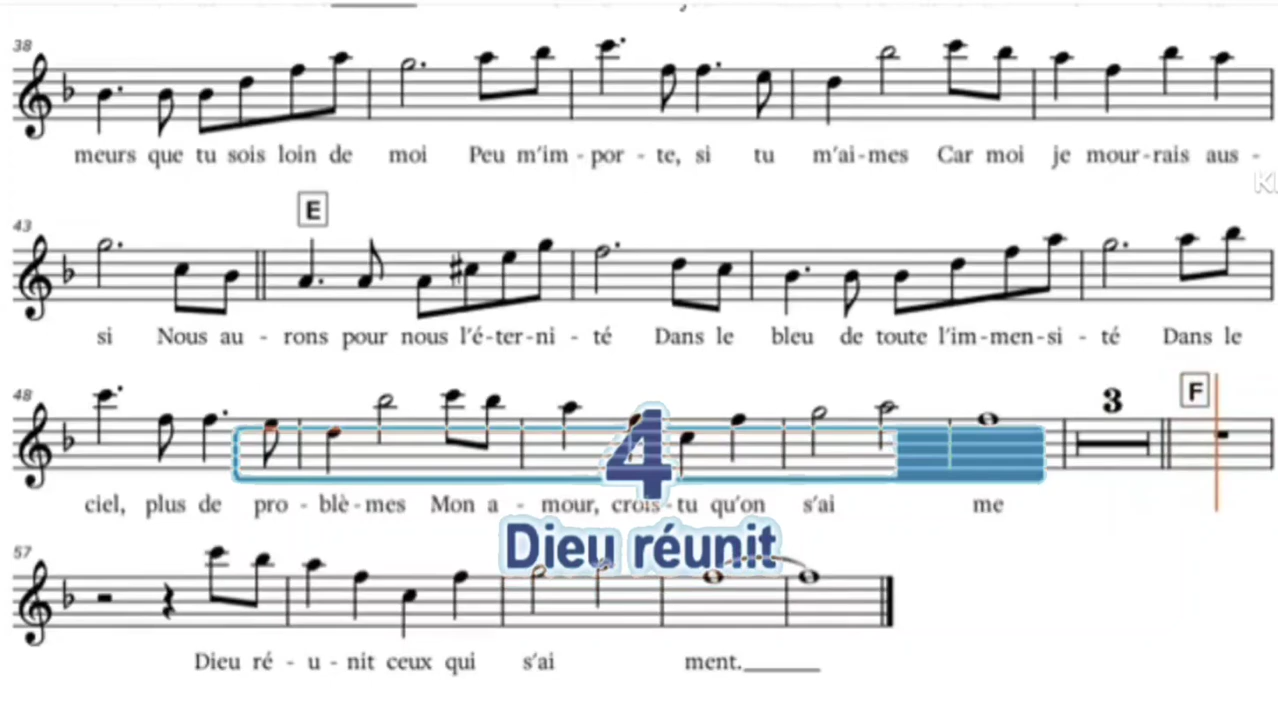 38
meurs que tu sois loin de moi Peu m'im - por - te, si tu m'ai - mes Car moi je mour - rais aus -
E
43
si Nous au - rons pour nous l'é - ter - ni - té Dans le bleu de toute l'im - men - si - té Dans le
48
3
F
4
ciel, plus de pro - blè - mes Mon a - mour, crois - tu qu'on s'ai me
Dieu réunit
57
Dieu ré - u - nit ceux qui s'ai ment.